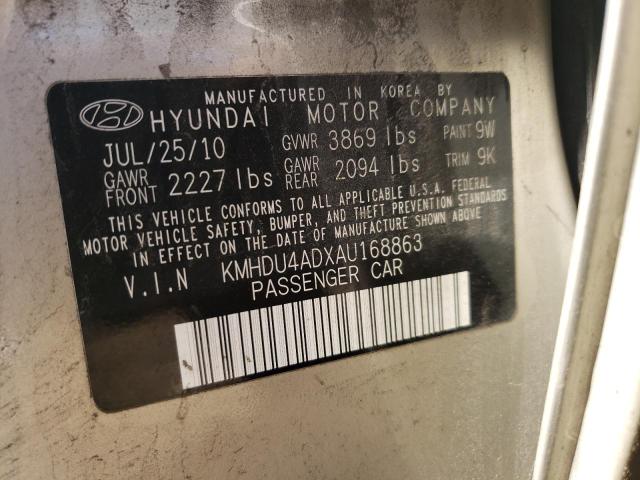 MANUFACTURED IN KOREA BY
HYUNDAI MOTOR COMPANY
JUL/25/10 GVWR 3869 lbs PAINT 9W
GAWR FRONT 2227 lbs GAWR REAR 2094 lbs TRIM 9K
THIS VEHICLE CONFORMS TO ALL APPLICABLE U.S.A. FEDERAL
MOTOR VEHICLE SAFETY, BUMPER, AND THEFT PREVENTION STANDARDS
IN EFFECT ON THE DATE OF MANUFACTURE SHOWN ABOVE
V.I.N KMHDU4ADXAU168863
PASSENGER CAR